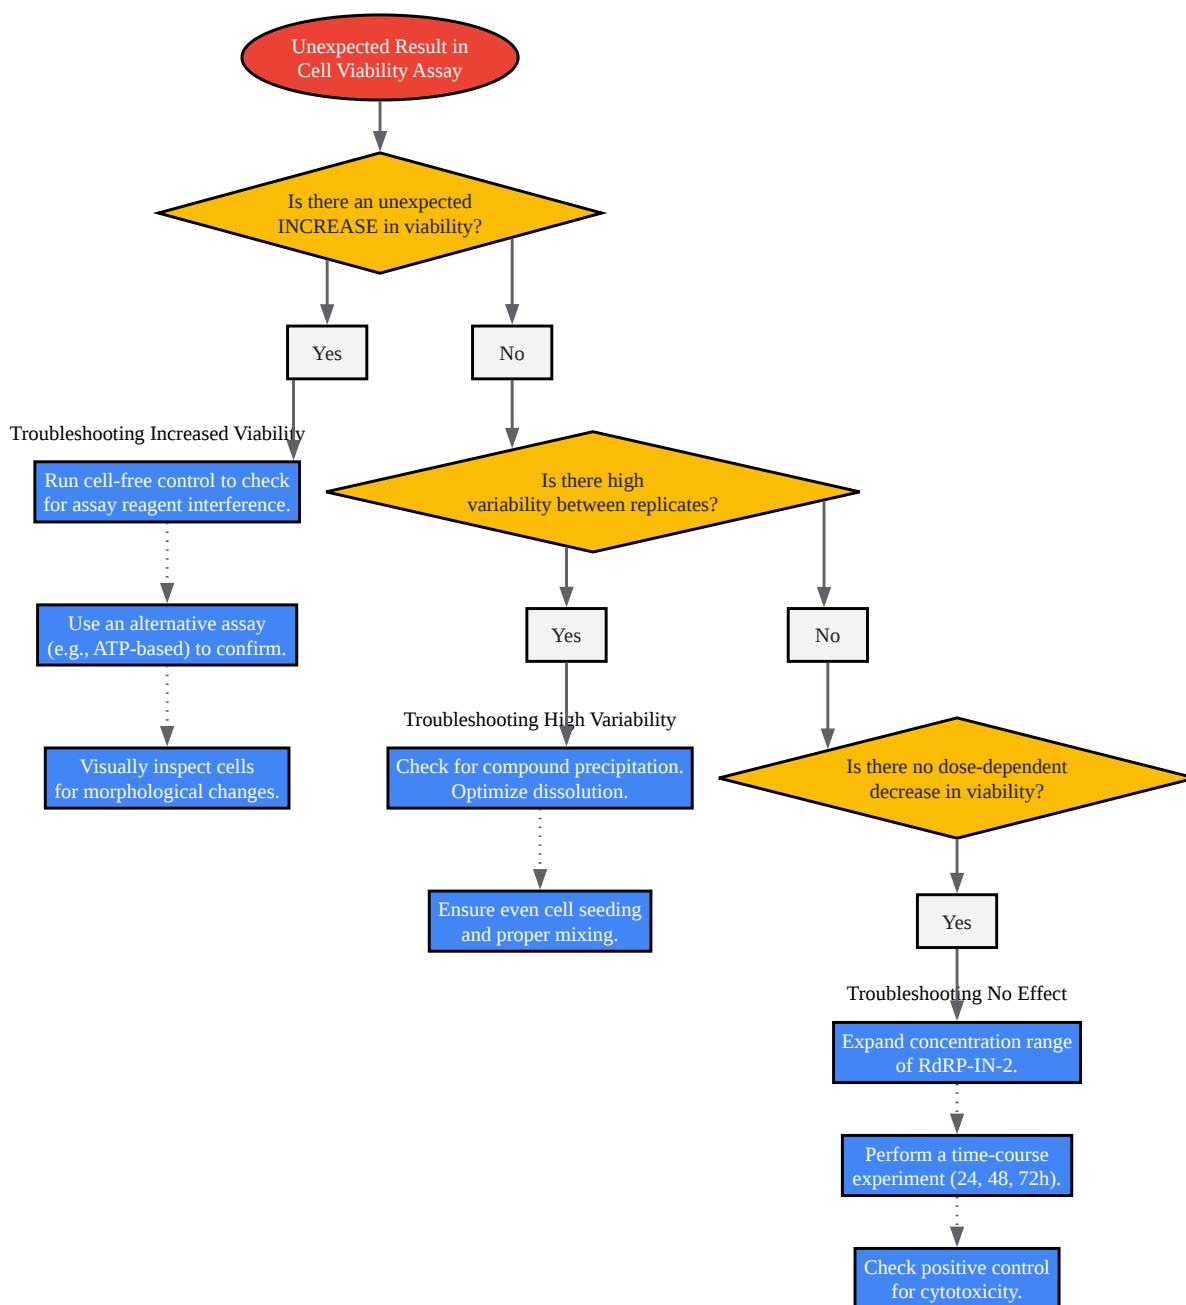 Unexpected Result in
Cell Viability Assay
Is there an unexpected
INCREASE in viability?
Yes
No
Troubleshooting Increased Viability
Run cell-free control to check
for assay reagent interference.
Is there high
variability between replicates?
Use an alternative assay
(e.g., ATP-based) to confirm.
Yes
No
Troubleshooting High Variability
Visually inspect cells
for morphological changes.
Check for compound precipitation.
Optimize dissolution.
Is there no dose-dependent
decrease in viability?
Ensure even cell seeding
and proper mixing.
Yes
Troubleshooting No Effect
Expand concentration range
of RdRP-IN-2.
Perform a time-course
experiment (24, 48, 72h).
Check positive control
for cytotoxicity.